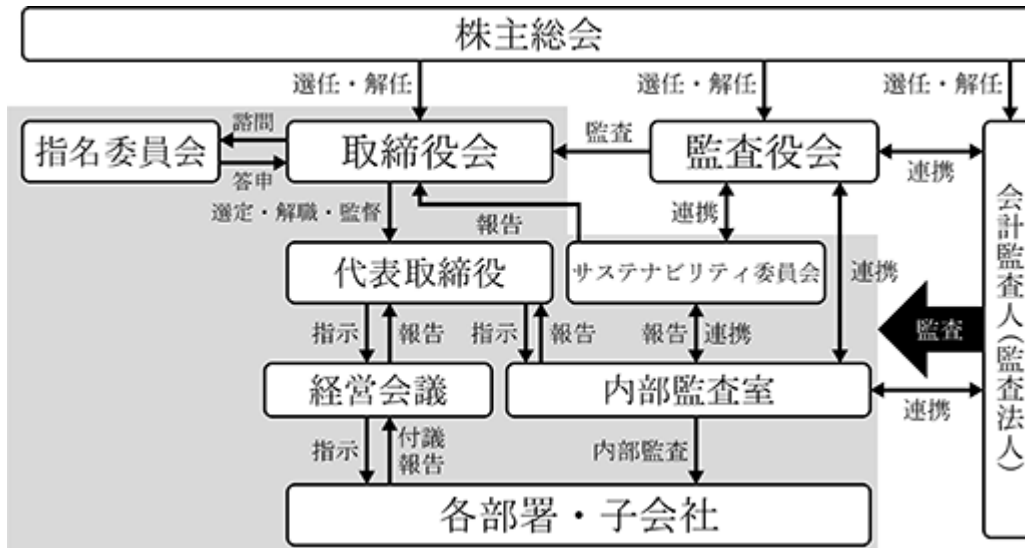 株主総会
選任・解任
選任・解任
選任・解任
指名委員会
諮問
答申
取締役会
監査
監査役会
連携
選定・解職・監督
報告
連携
連携
代表取締役
サステナビリティ委員会
会計監査人（監査法人）
監査
指示
報告
指示
報告
報告
連携
経営会議
内部監査室
連携
指示
付議
報告
内部監査
各部署・子会社